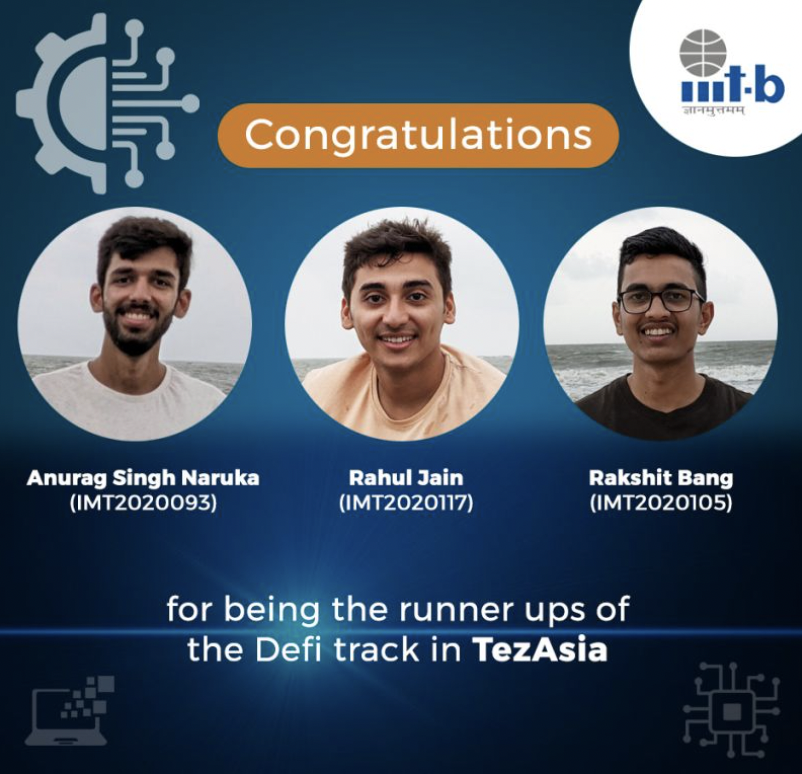 iiit-b
ज्ञानमुत्तमम्
Congratulations
Anurag Singh Naruka
(IMT2020093)
Rahul Jain
(IMT2020117)
Rakshit Bang
(IMT2020105)
for being the runner ups of
the Defi track in TezAsia